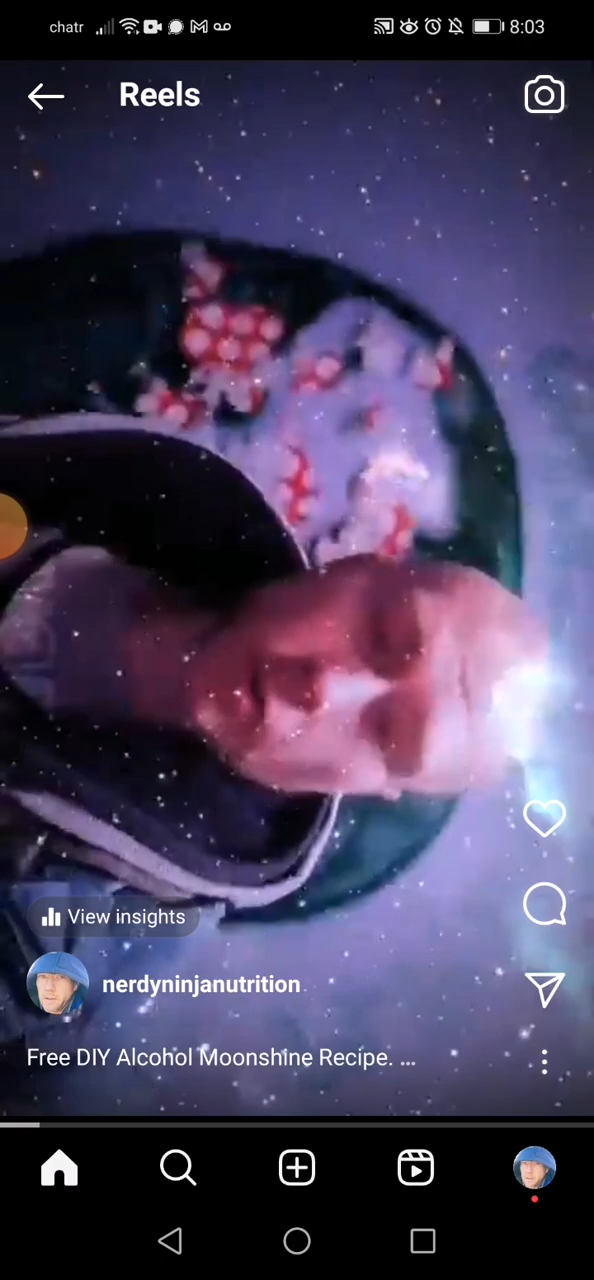 chatr 8:03
Reels
View insights
nerdyninjanutrition
Free DIY Alcohol Moonshine Recipe. ...